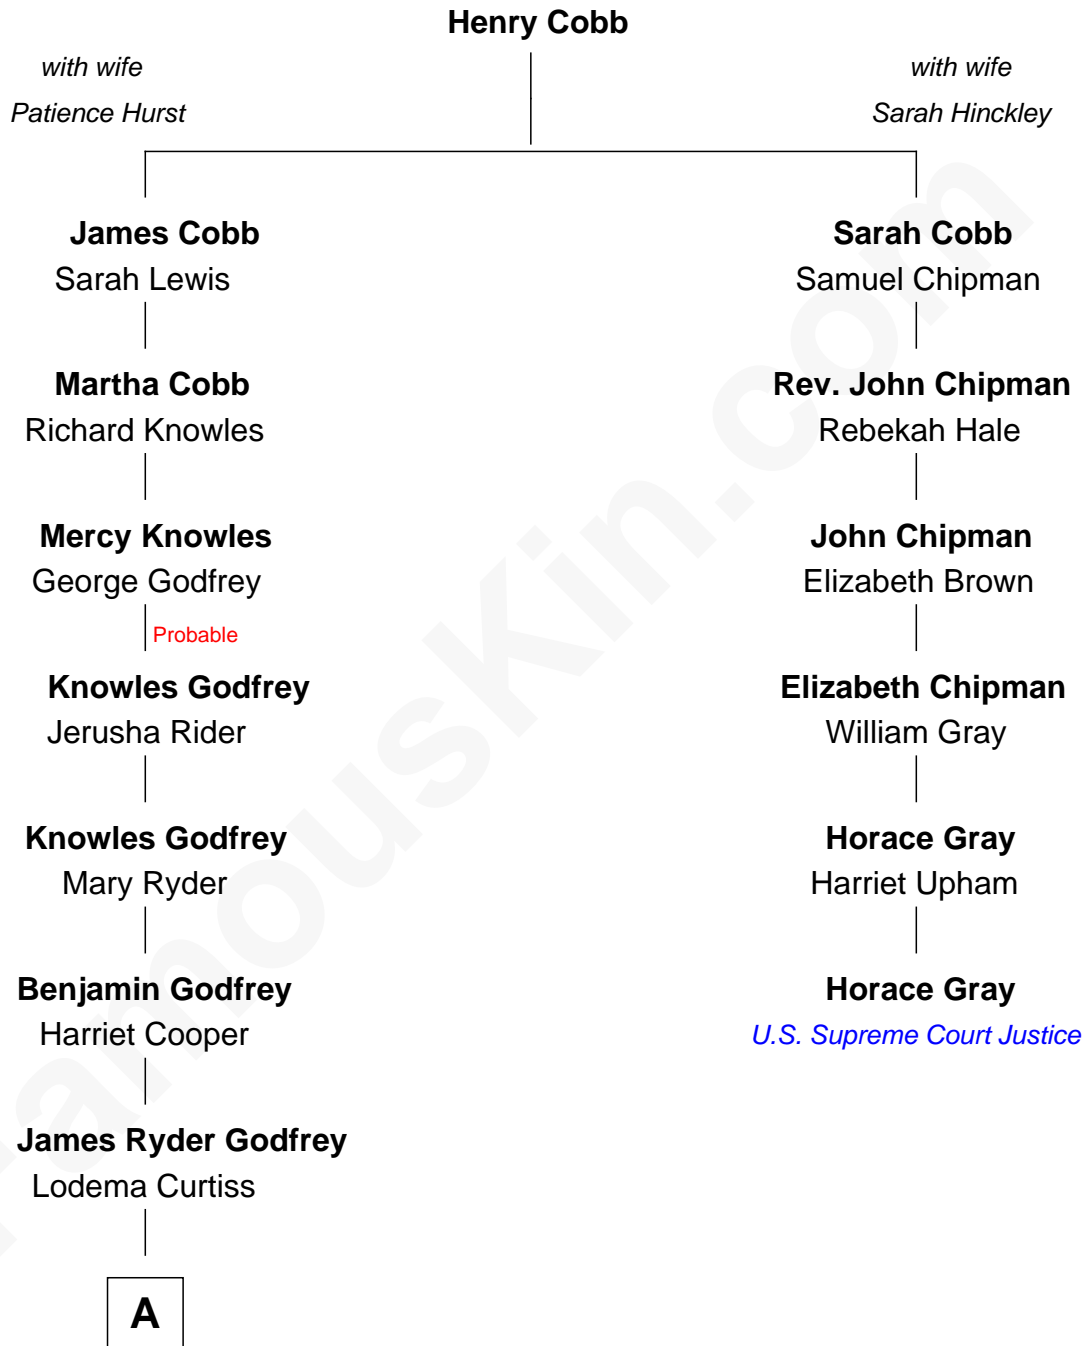 Henry Cobb
with wife
Patience Hurst
with wife
Sarah Hinckley
James Cobb
Sarah Lewis
Sarah Cobb
Samuel Chipman
Martha Cobb
Richard Knowles
Rev. John Chipman
Rebekah Hale
Mercy Knowles
George Godfrey
John Chipman
Elizabeth Brown
Probable
Knowles Godfrey
Jerusha Rider
Elizabeth Chipman
William Gray
Knowles Godfrey
Mary Ryder
Horace Gray
Harriet Upham
Benjamin Godfrey
Harriet Cooper
Horace Gray
U.S. Supreme Court Justice
James Ryder Godfrey
Lodema Curtiss
A
FamousKin.com